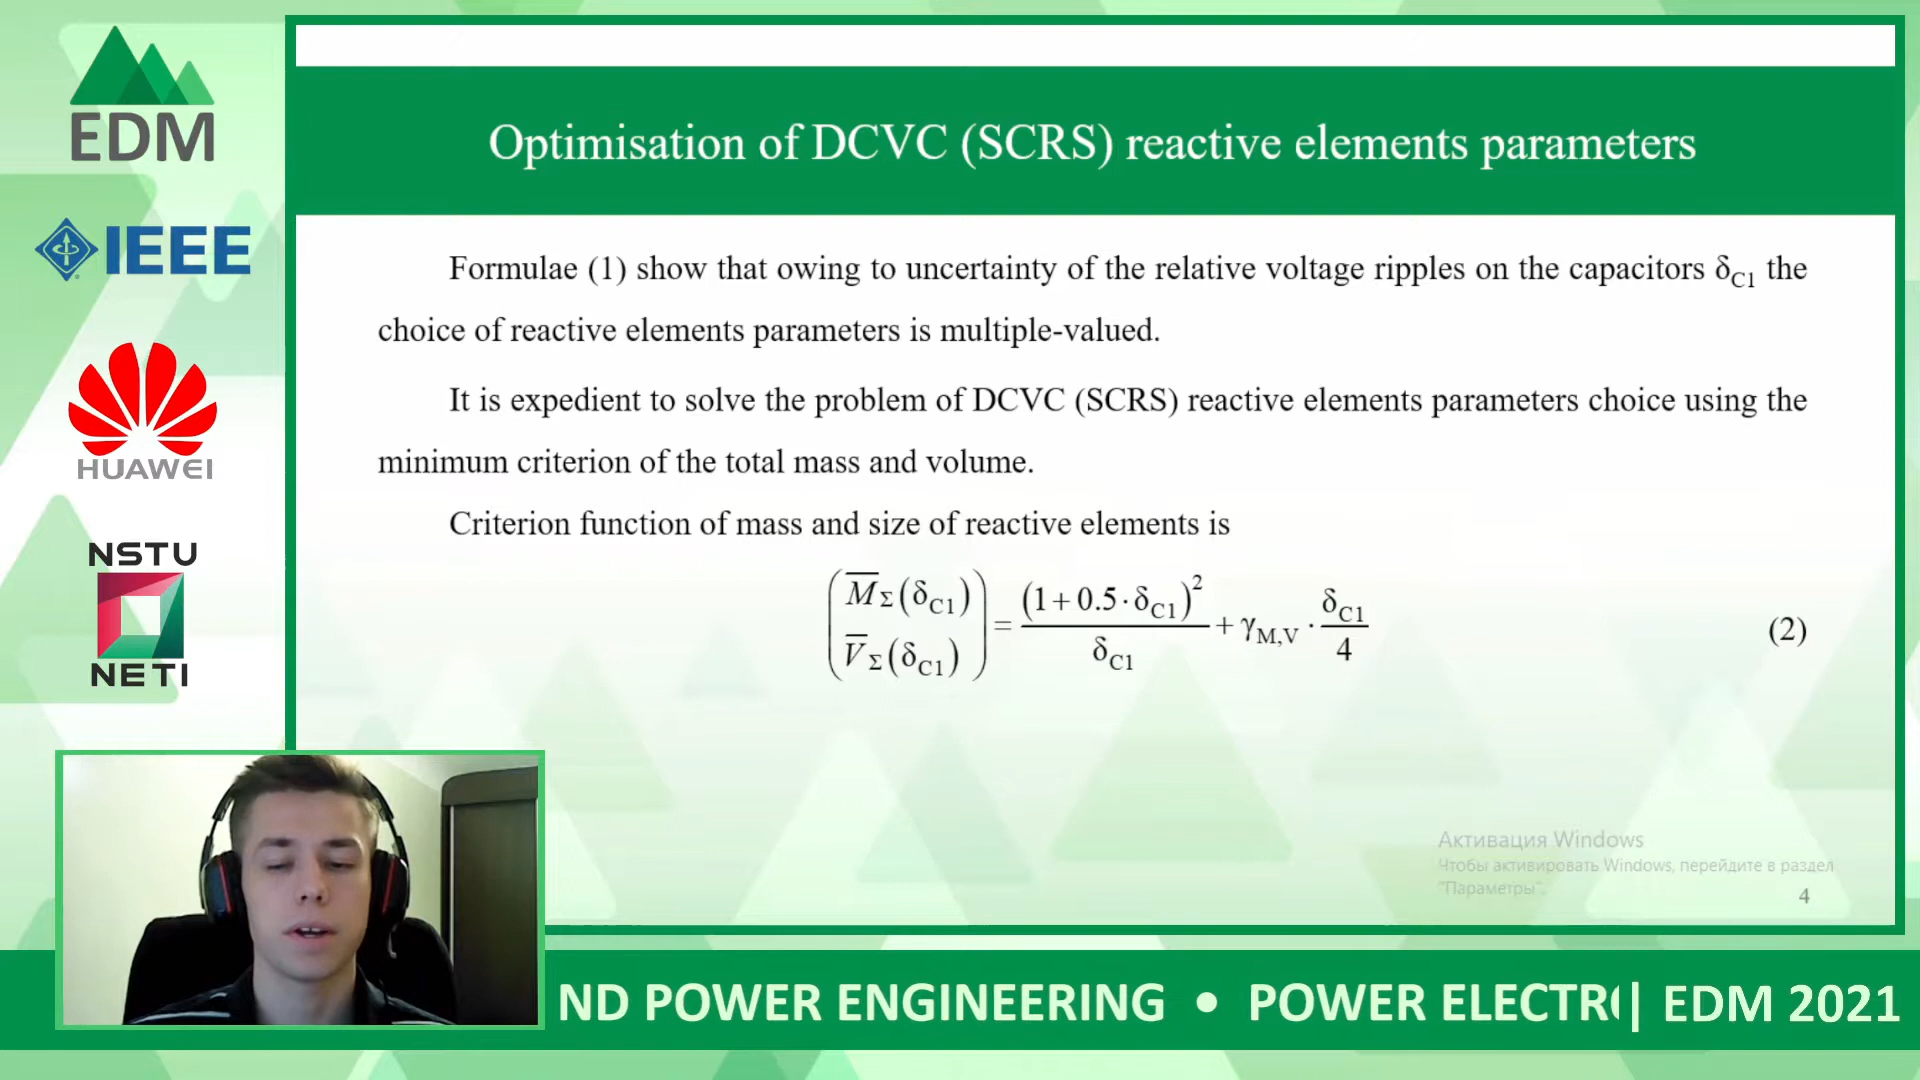 EDM
IEEE
HUAWEI
NSTU
NETI
Optimisation of DCVC (SCRS) reactive elements parameters
Formulae (1) show that owing to uncertainty of the relative voltage ripples on the capacitors δC1 the
choice of reactive elements parameters is multiple-valued.
It is expedient to solve the problem of DCVC (SCRS) reactive elements parameters choice using the
minimum criterion of the total mass and volume.
Criterion function of mass and size of reactive elements is
(M̅Σ(δC1) V̅Σ(δC1)) = (1+0.5·δC1)²/δC1 + γM,V · δC1/4 (2)
Активация Windows
Чтобы активировать Windows, перейдите в раздел
"Параметры".
4
ND POWER ENGINEERING • POWER ELECTR | EDM 2021